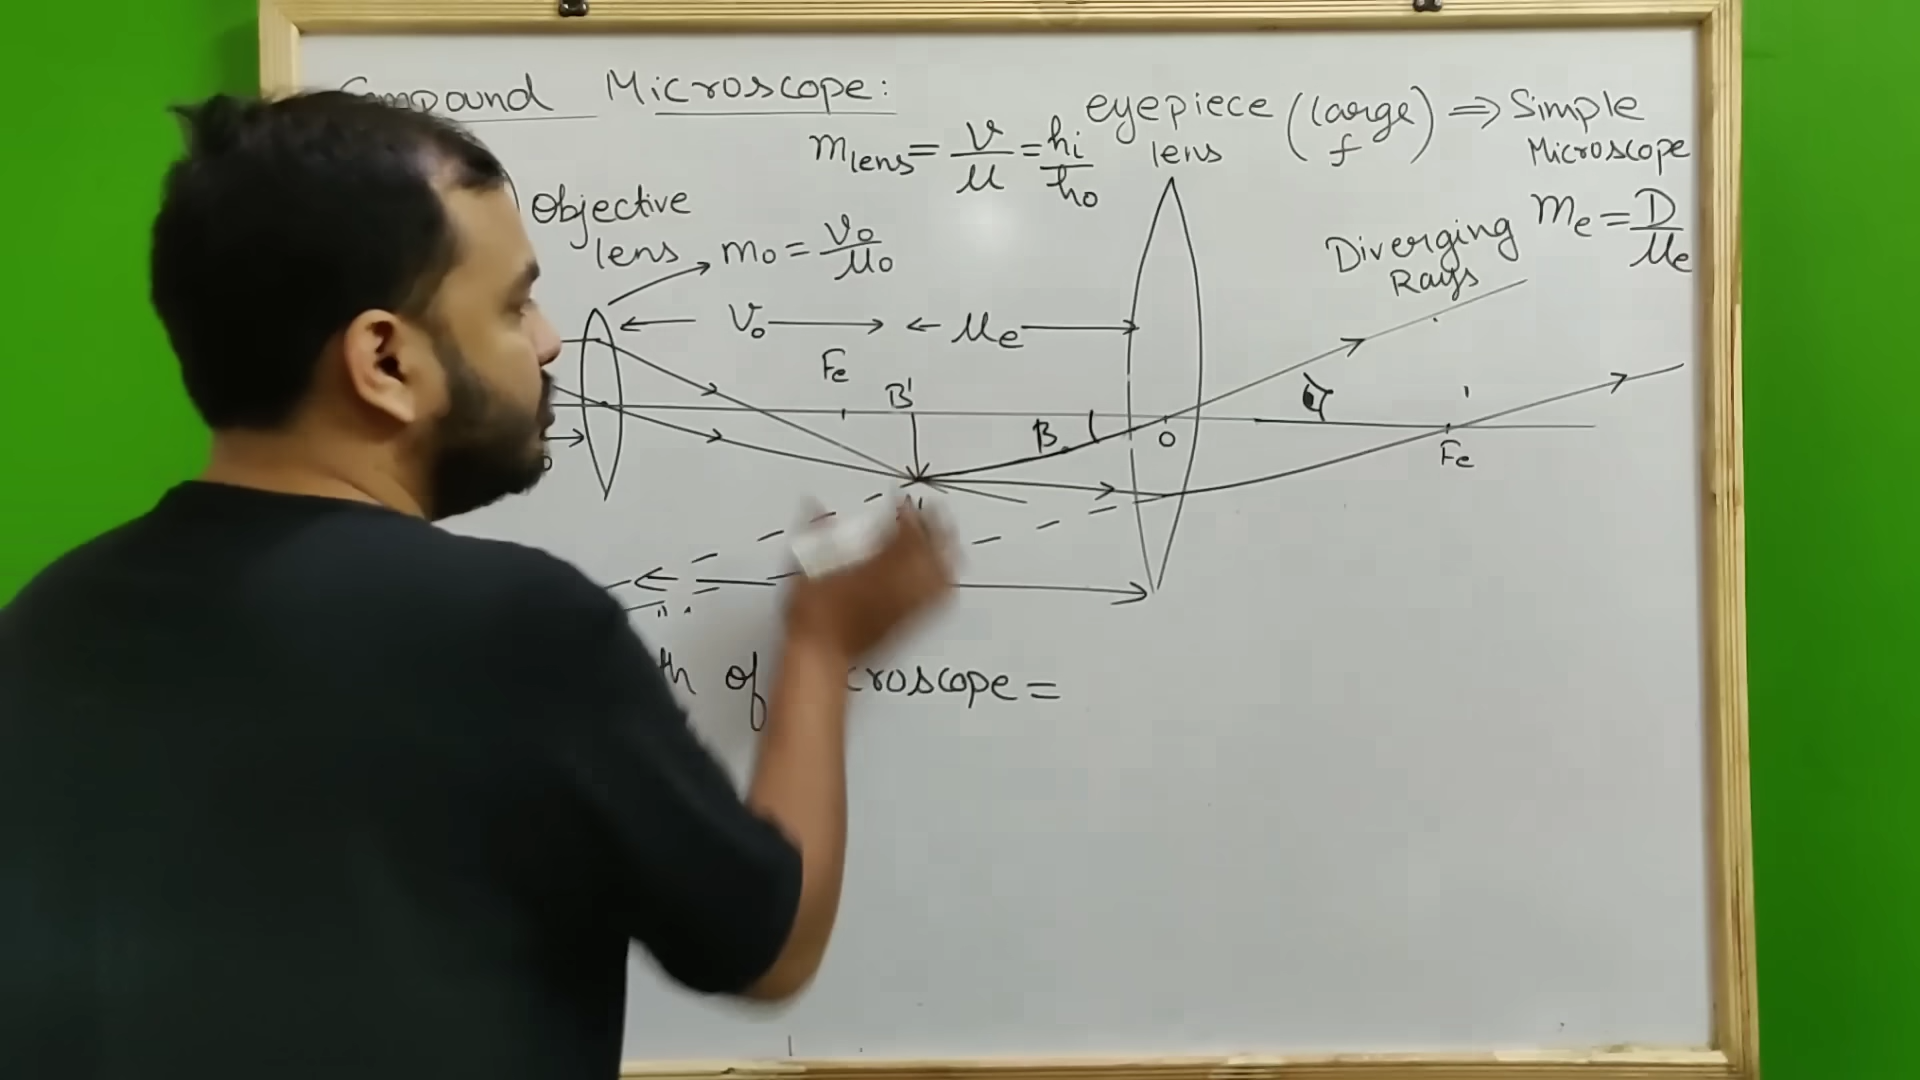 Compound Microscope:
m lens = v/u = hi/ho
eyepiece lens (large f) => Simple Microscope
me = D/ue
Objective lens
mo = vo/uo
Diverging Rays
vo
ue
Fe
B'
β
O
Fe
of
croscope =